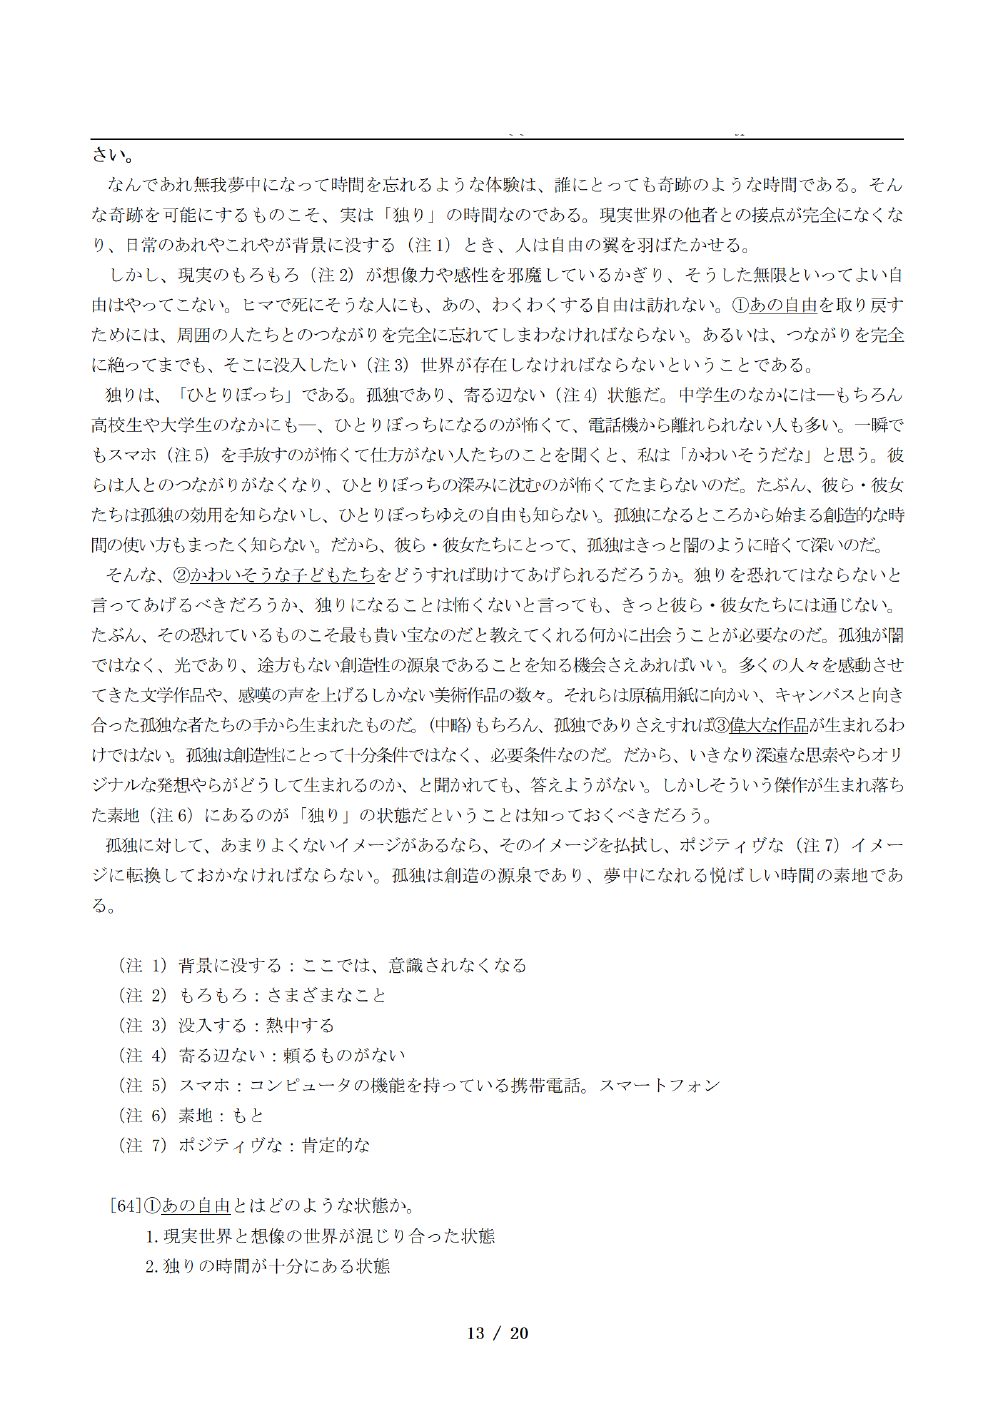 さい。
なんであれ無我夢中になって時間を忘れるような体験は、誰にとっても奇跡のような時間である。そん
な奇跡を可能にするものこそ、実は「独り」の時間なのである。現実世界の他者との接点が完全になくな
り、日常のあれやこれやが背景に没する（注1）とき、人は自由の翼を羽ばたかせる。
しかし、現実のもろもろ（注2）が想像力や感性を邪魔しているかぎり、そうした無限といってよい自
由はやってこない。ヒマで死にそうな人にも、あの、わくわくする自由は訪れない。①あの自由を取り戻す
ためには、周囲の人たちとのつながりを完全に忘れてしまわなければならない。あるいは、つながりを完全
に絶ってまでも、そこに没入したい（注3）世界が存在しなければならないということである。
独りは、「ひとりぼっち」である。孤独であり、寄る辺ない（注4）状態だ。中学生のなかには―もちろん
高校生や大学生のなかにも―、ひとりぼっちになるのが怖くて、電話機から離れられない人も多い。一瞬で
もスマホ（注5）を手放すのが怖くて仕方がない人たちのことを聞くと、私は「かわいそうだな」と思う。彼
らは人とのつながりがなくなり、ひとりぼっちの深みに沈むのが怖くてたまらないのだ。たぶん、彼ら・彼女
たちは孤独の効用を知らないし、ひとりぼっちゆえの自由も知らない。孤独になるところから始まる創造的な時
間の使い方もまったく知らない。だから、彼ら・彼女たちにとって、孤独はきっと闇のように暗くて深いのだ。
そんな、②かわいそうな子どもたちをどうすれば助けてあげられるだろうか。独りを恐れてはならないと
言ってあげるべきだろうか、独りになることは怖くないと言っても、きっと彼ら・彼女たちには通じない。
たぶん、その恐れているものこそ最も貴い宝なのだと教えてくれる何かに出会うことが必要なのだ。孤独が闇
ではなく、光であり、途方もない創造性の源泉であることを知る機会さえあればいい。多くの人々を感動させ
てきた文学作品や、感嘆の声を上げるしかない美術作品の数々。それらは原稿用紙に向かい、キャンバスと向き
合った孤独な者たちの手から生まれたものだ。(中略)もちろん、孤独でありさえすれば③偉大な作品が生まれるわ
けではない。孤独は創造性にとって十分条件ではなく、必要条件なのだ。だから、いきなり深遠な思索やらオリ
ジナルな発想やらがどうして生まれるのか、と聞かれても、答えようがない。しかしそういう傑作が生まれ落ち
た素地（注6）にあるのが「独り」の状態だということは知っておくべきだろう。
孤独に対して、あまりよくないイメージがあるなら、そのイメージを払拭し、ポジティヴな（注7）イメー
ジに転換しておかなければならない。孤独は創造の源泉であり、夢中になれる悦ばしい時間の素地であ
る。
（注 1）背景に没する：ここでは、意識されなくなる
（注 2）もろもろ：さまざまなこと
（注 3）没入する：熱中する
（注 4）寄る辺ない：頼るものがない
（注 5）スマホ：コンピュータの機能を持っている携帯電話。スマートフォン
（注 6）素地：もと
（注 7）ポジティヴな：肯定的な
[64]①あの自由とはどのような状態か。
1. 現実世界と想像の世界が混じり合った状態
2. 独りの時間が十分にある状態
13 / 20